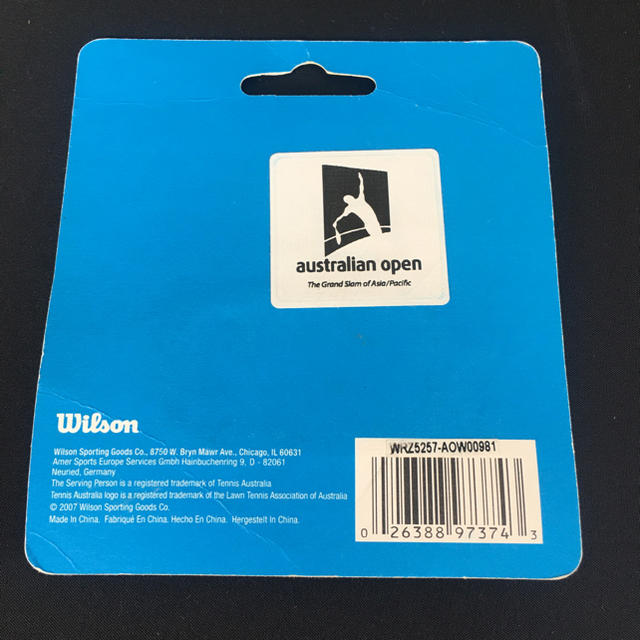 australian open
The Grand Slam of Asia/Pacific
Wilson
Wilson Sporting Goods Co., 8750 W. Bryn Mawr Ave., Chicago, IL 60631
Amer Sports Europe Services Gmbh Hainbuchenring 9, D - 82061
Neuried, Germany
The Serving Person is a registered trademark of Tennis Australia
Tennis Australia logo is a registered trademark of the Lawn Tennis Association of Australia
© 2007 Wilson Sporting Goods Co.
Made In China. Fabriqué En China. Hecho En China. Hergestelt In China.
WRZ5257-AOW00981
0 26388 97374 3